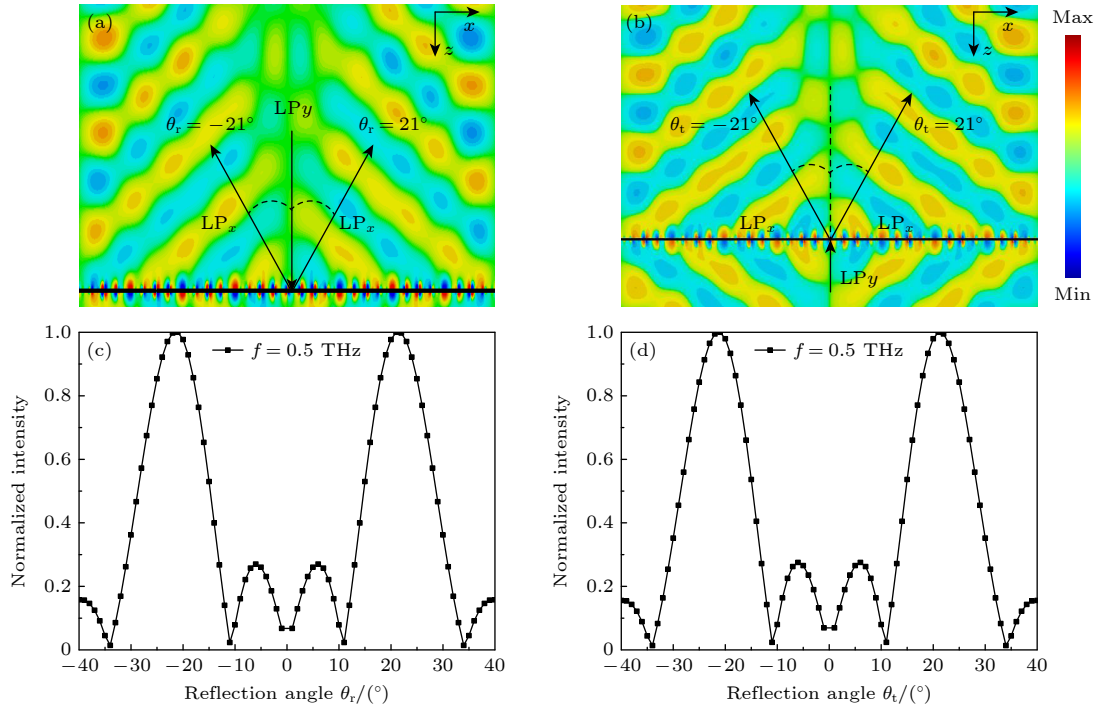 (a)
x
z
LPy
θr = −21°
θr = 21°
LPx
LPx
(b)
x
z
θt = −21°
θt = 21°
LPx
LPx
LPy
Max
Min
(c)
f = 0.5 THz
Normalized intensity
1.0
0.8
0.6
0.4
0.2
0
−40 −30 −20 −10 0 10 20 30 40
Reflection angle θr/(°)
(d)
f = 0.5 THz
Normalized intensity
1.0
0.8
0.6
0.4
0.2
0
−40 −30 −20 −10 0 10 20 30 40
Reflection angle θt/(°)